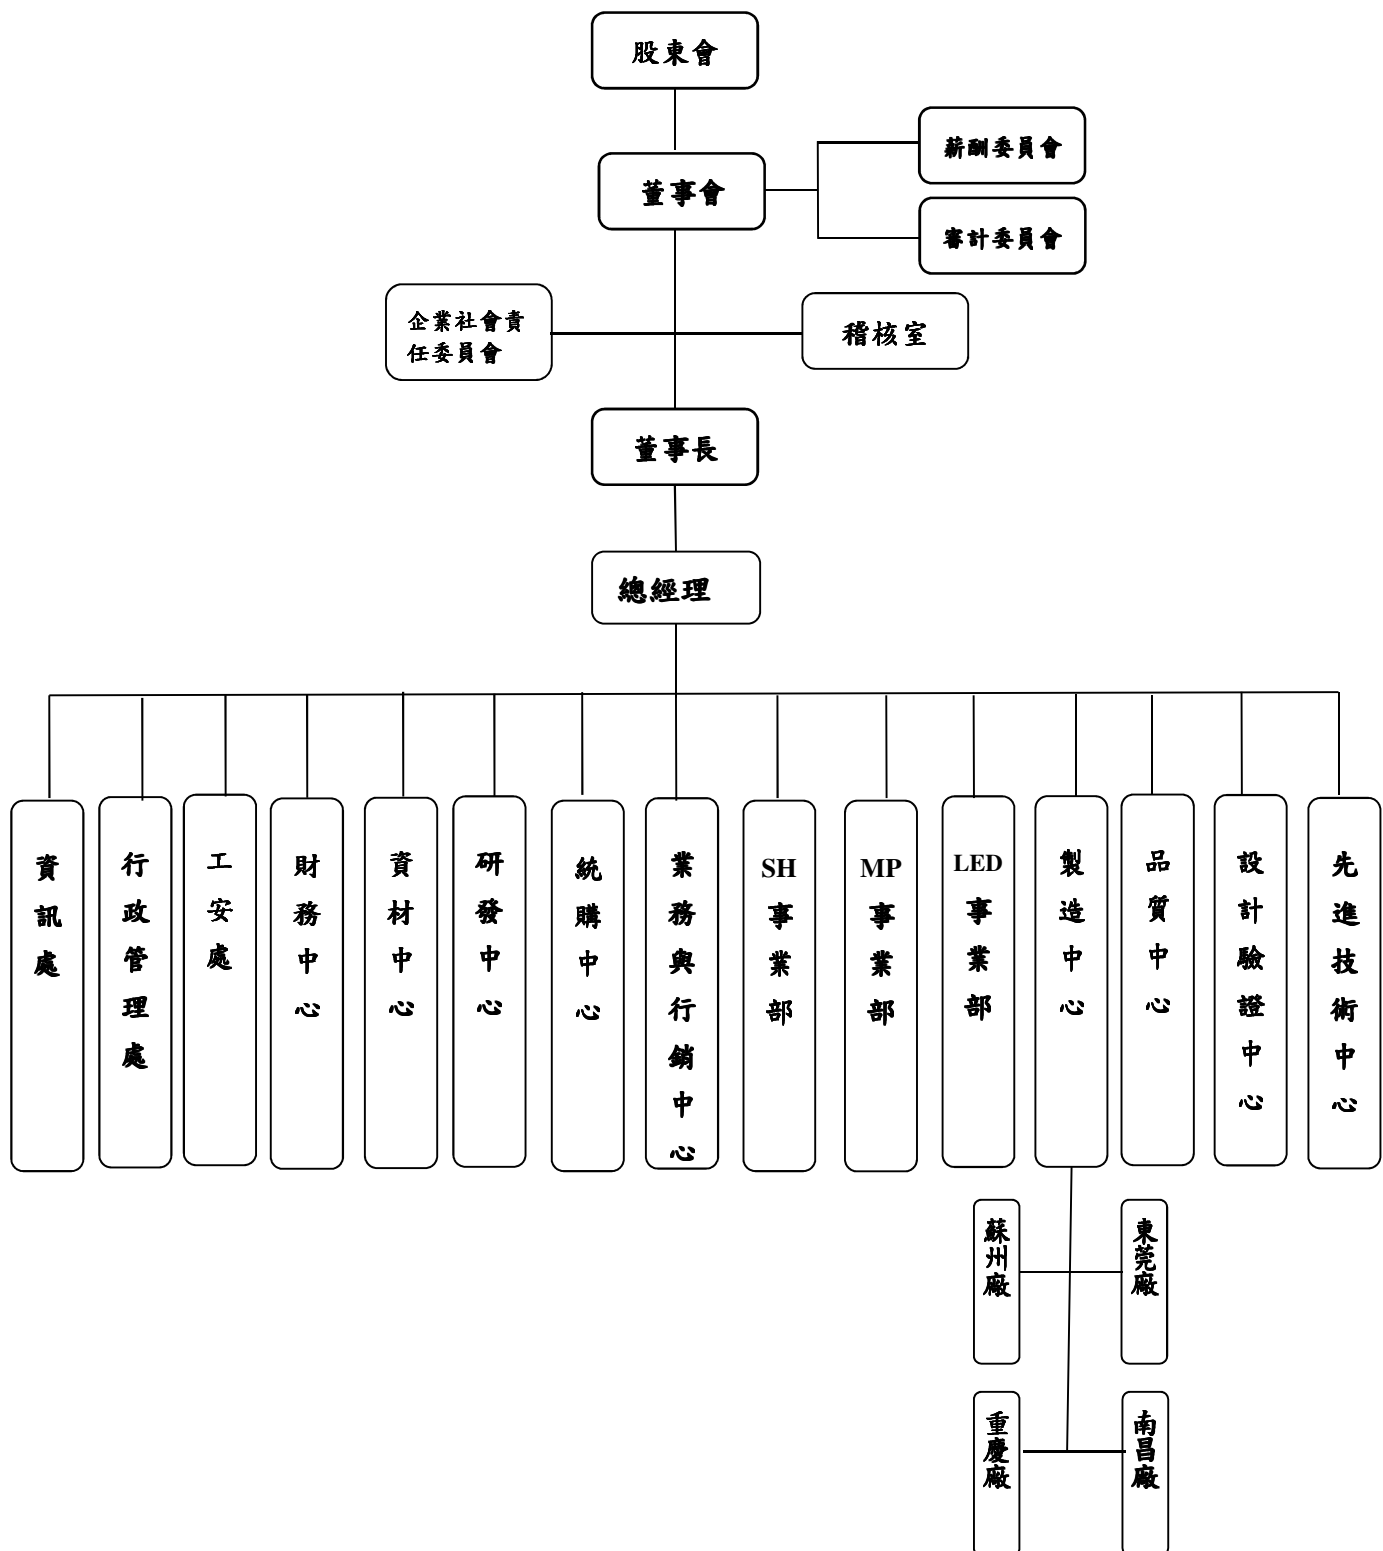 股東會
薪酬委員會
董事會
審計委員會
企業社會責
任委員會
稽核室
董事長
總經理
資訊處
行政管理處
工安處
財務中心
資材中心
研發中心
統購中心
業務與行銷中心
SH事業部
MP事業部
LED事業部
製造中心
品質中心
設計驗證中心
先進技術中心
蘇州廠
東莞廠
重慶廠
南昌廠